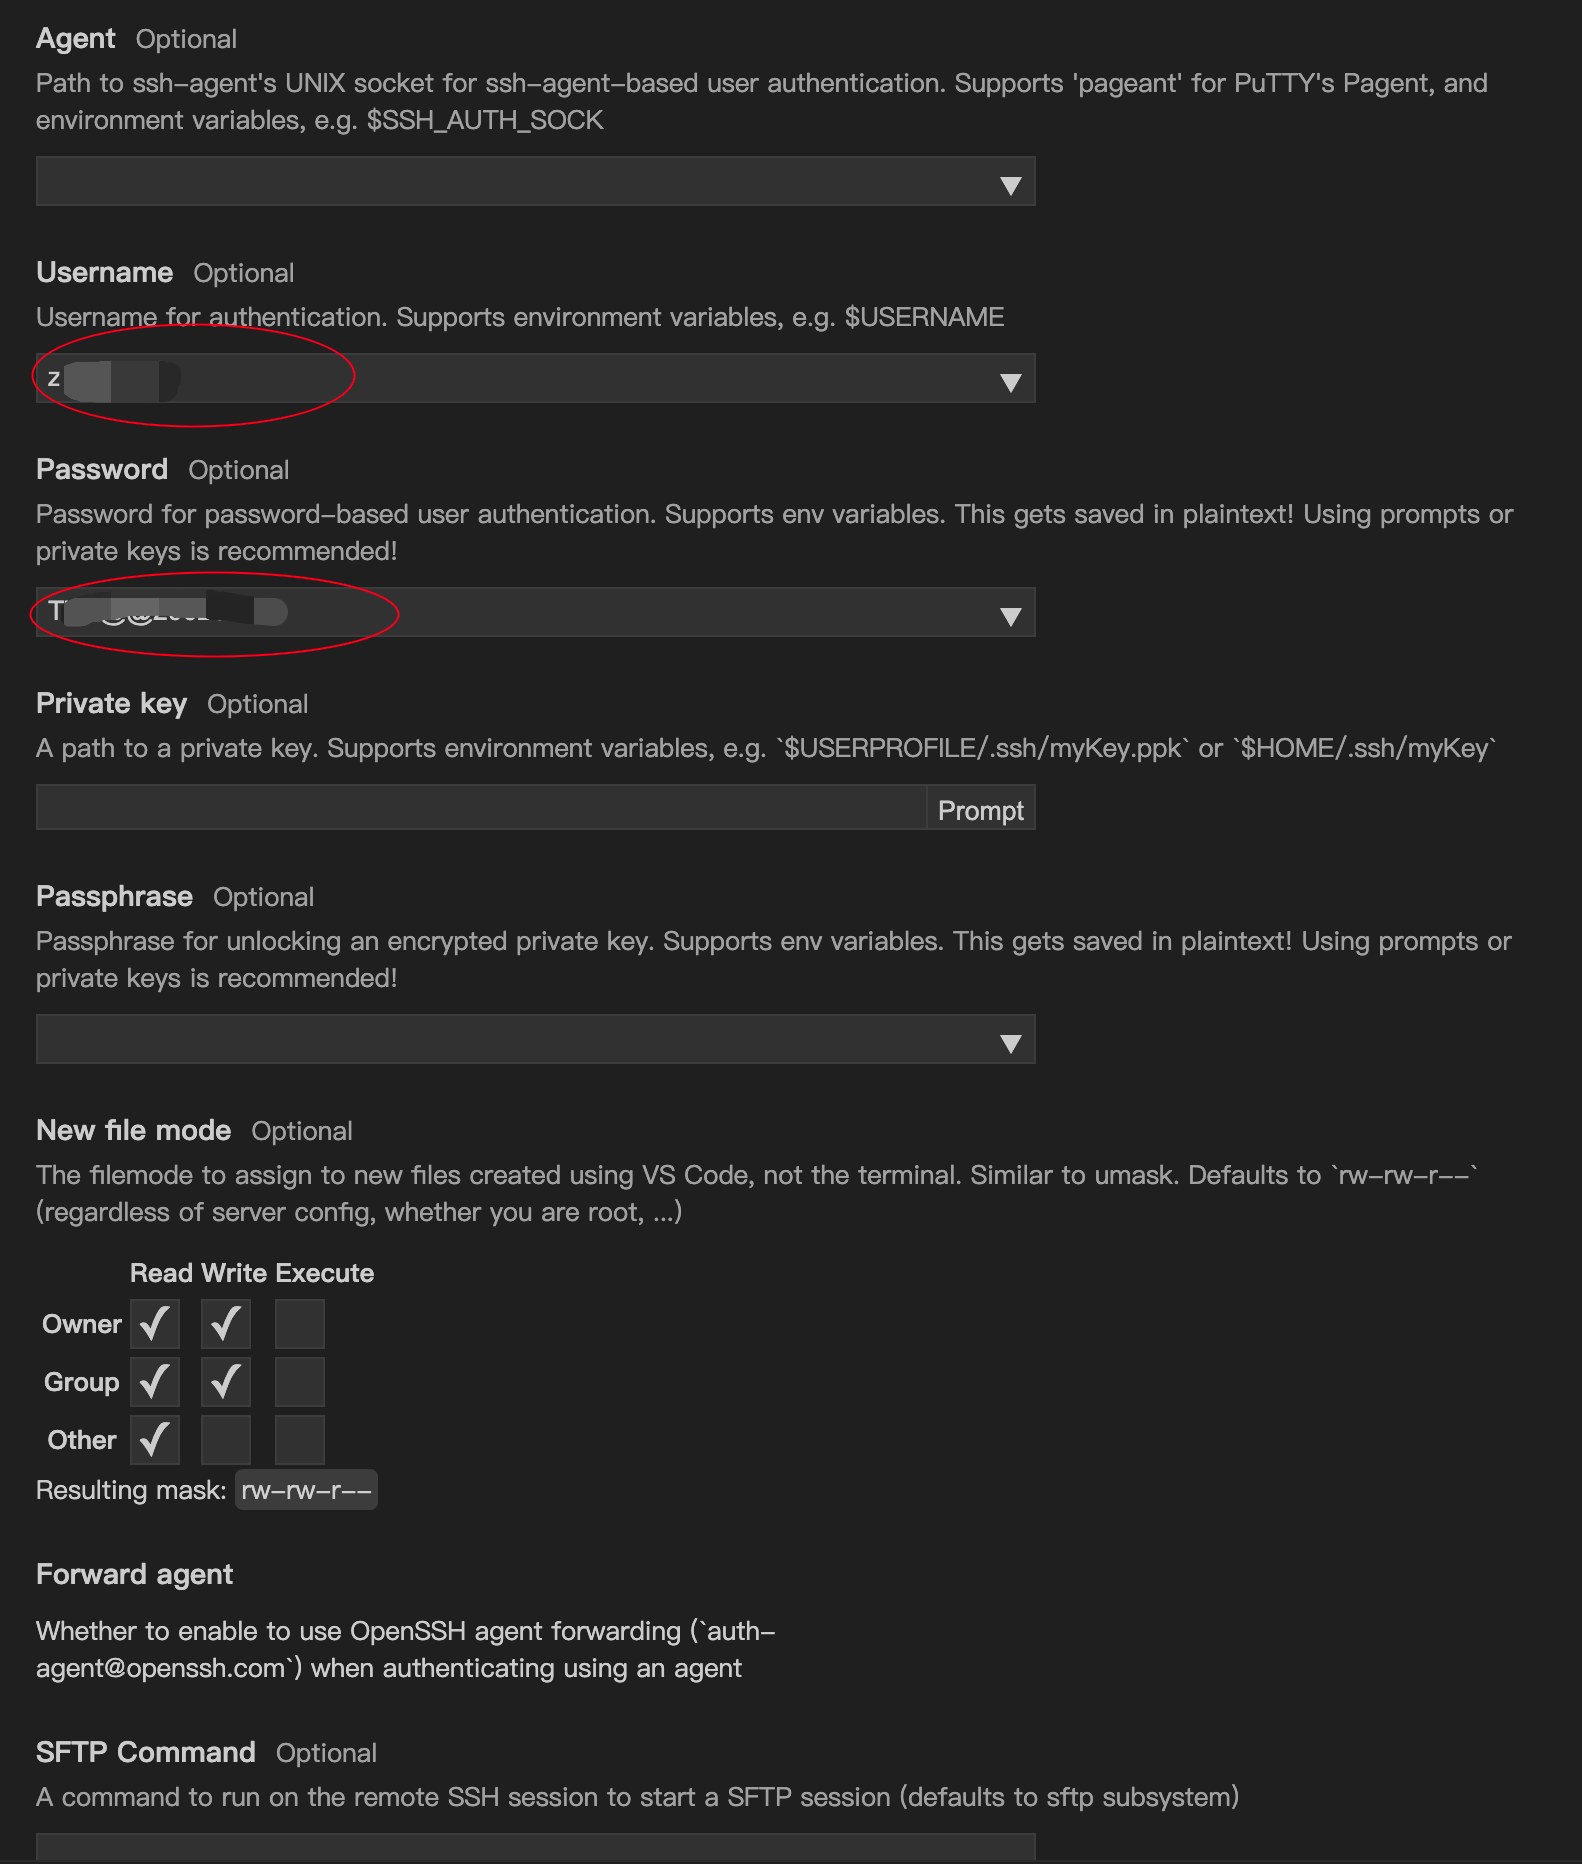 Agent Optional
Path to ssh-agent's UNIX socket for ssh-agent-based user authentication. Supports 'pageant' for PuTTY's Pagent, and
environment variables, e.g. $SSH_AUTH_SOCK
Username Optional
Username for authentication. Supports environment variables, e.g. $USERNAME
z
Password Optional
Password for password-based user authentication. Supports env variables. This gets saved in plaintext! Using prompts or
private keys is recommended!
Private key Optional
A path to a private key. Supports environment variables, e.g. `$USERPROFILE/.ssh/myKey.ppk` or `$HOME/.ssh/myKey`
Prompt
Passphrase Optional
Passphrase for unlocking an encrypted private key. Supports env variables. This gets saved in plaintext! Using prompts or
private keys is recommended!
New file mode Optional
The filemode to assign to new files created using VS Code, not the terminal. Similar to umask. Defaults to `rw-rw-r--`
(regardless of server config, whether you are root, ...)
Read Write Execute
Owner
Group
Other
Resulting mask: rw-rw-r--
Forward agent
Whether to enable to use OpenSSH agent forwarding (`auth-
agent@openssh.com`) when authenticating using an agent
SFTP Command Optional
A command to run on the remote SSH session to start a SFTP session (defaults to sftp subsystem)